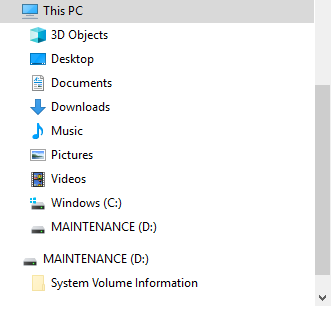 This PC
3D Objects
Desktop
Documents
Downloads
Music
Pictures
Videos
Windows (C:)
MAINTENANCE (D:)
MAINTENANCE (D:)
System Volume Information